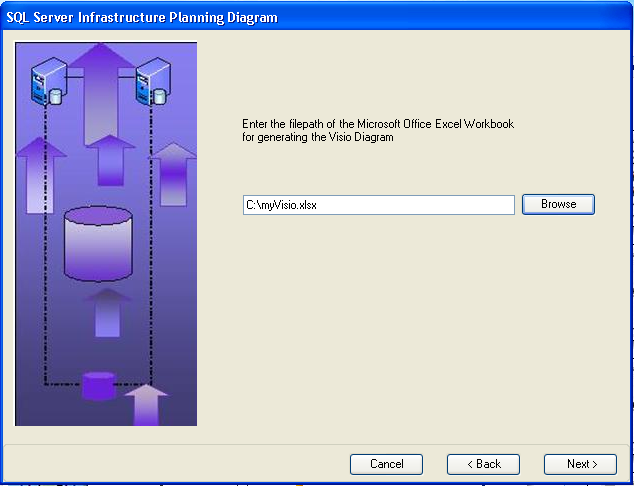 SQL Server Infrastructure Planning Diagram
Enter the filepath of the Microsoft Office Excel Workbook
for generating the Visio Diagram
C:\myVisio.xlsx
Browse
Cancel
< Back
Next >